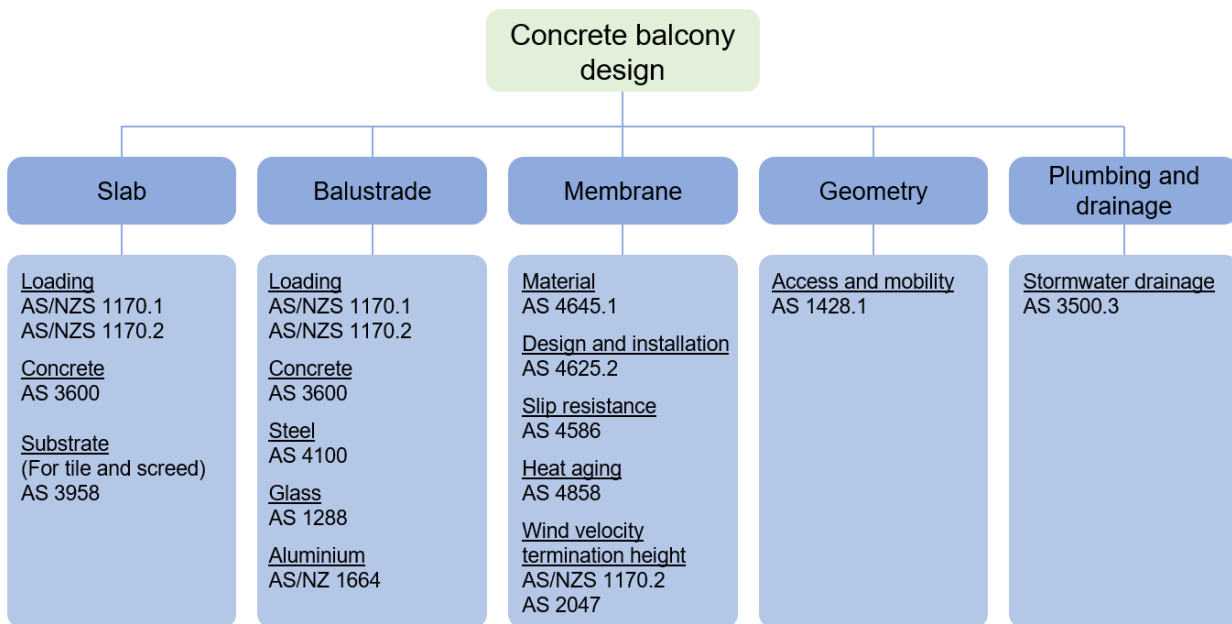 Concrete balcony
design
Slab
Balustrade
Membrane
Geometry
Plumbing and
drainage
Loading
AS/NZS 1170.1
AS/NZS 1170.2
Concrete
AS 3600
Substrate
(For tile and screed)
AS 3958
Loading
AS/NZS 1170.1
AS/NZS 1170.2
Concrete
AS 3600
Steel
AS 4100
Glass
AS 1288
Aluminium
AS/NZ 1664
Material
AS 4645.1
Design and installation
AS 4625.2
Slip resistance
AS 4586
Heat aging
AS 4858
Wind velocity
termination height
AS/NZS 1170.2
AS 2047
Access and mobility
AS 1428.1
Stormwater drainage
AS 3500.3